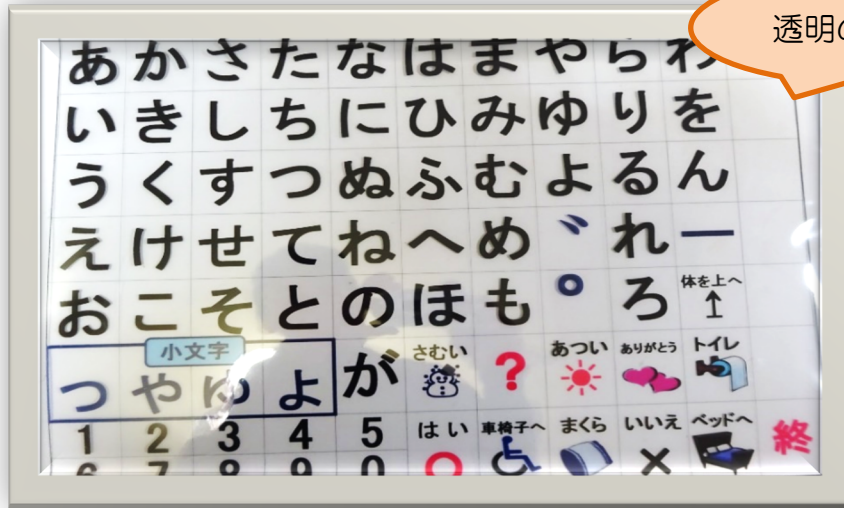 透明の
あ か さ た な は ま や ら わ
い き し ち に ひ み ゆ り を
う く す つ ぬ ふ む よ る ん
え け せ て ね へ め ゛ れ ー
お こ そ と の ほ も ゜ ろ 体を上へ ↑
小文字
つ や ゆ よ が さむい ? あつい ありがとう トイレ
1 2 3 4 5 はい 車椅子へ まくら いいえ ベッドへ 終
6 7 8 9 0